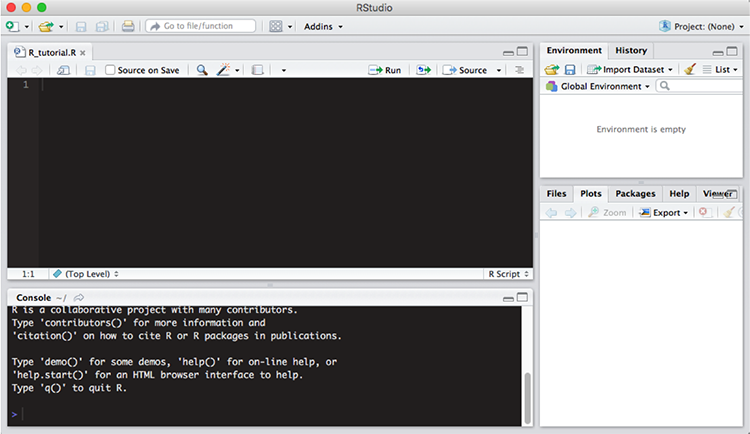 RStudio
Go to file/function
Addins
Project: (None)
R_tutorial.R
Source on Save
Run
Source
1
1:1
(Top Level)
R Script
Console ~/
R is a collaborative project with many contributors.
Type 'contributors()' for more information and
'citation()' on how to cite R or R packages in publications.
Type 'demo()' for some demos, 'help()' for on-line help, or
'help.start()' for an HTML browser interface to help.
Type 'q()' to quit R.
>
Environment History
Import Dataset
List
Global Environment
Environment is empty
Files Plots Packages Help Viewer
Zoom Export